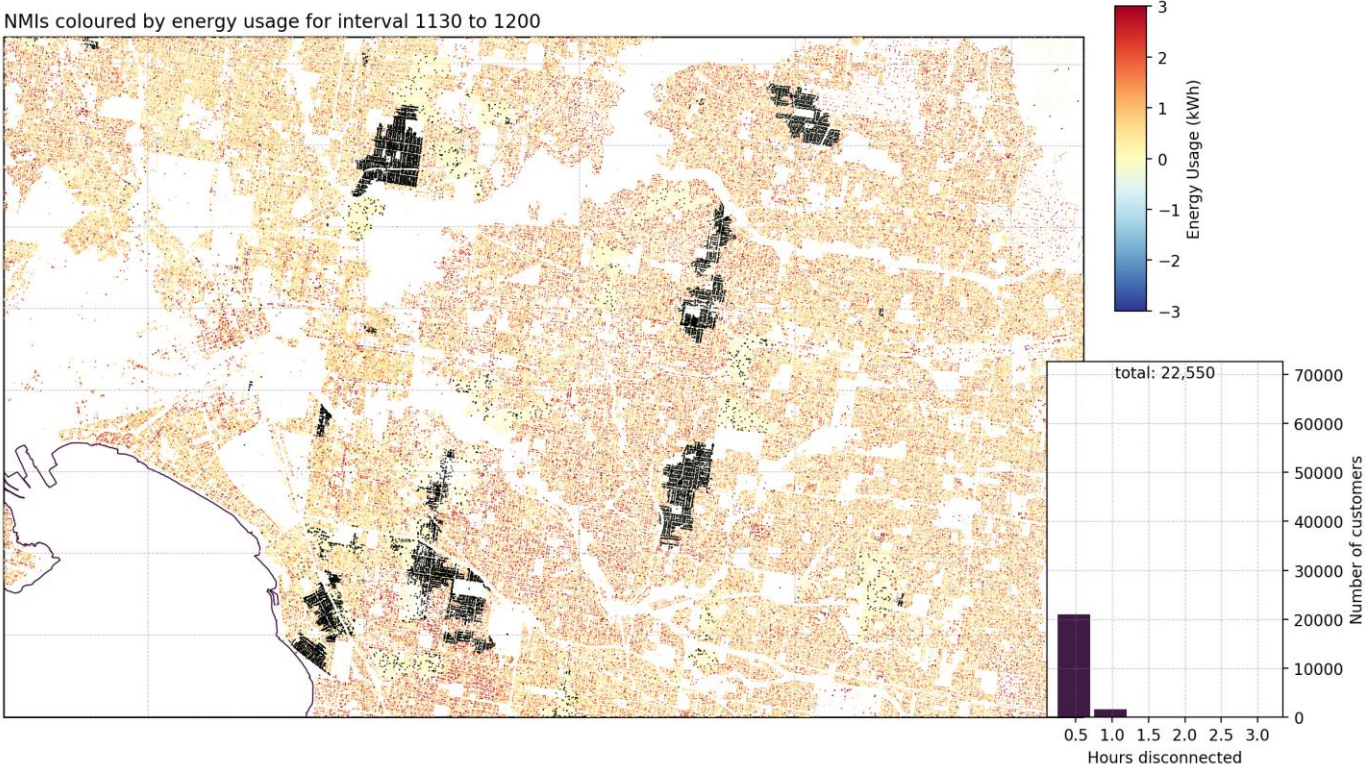 NMIs coloured by energy usage for interval 1130 to 1200
3
2
1
0
−1
−2
−3
Energy Usage (kWh)
total: 22,550
70000
60000
50000
40000
30000
20000
10000
0
Number of customers
0.5 1.0 1.5 2.0 2.5 3.0
Hours disconnected